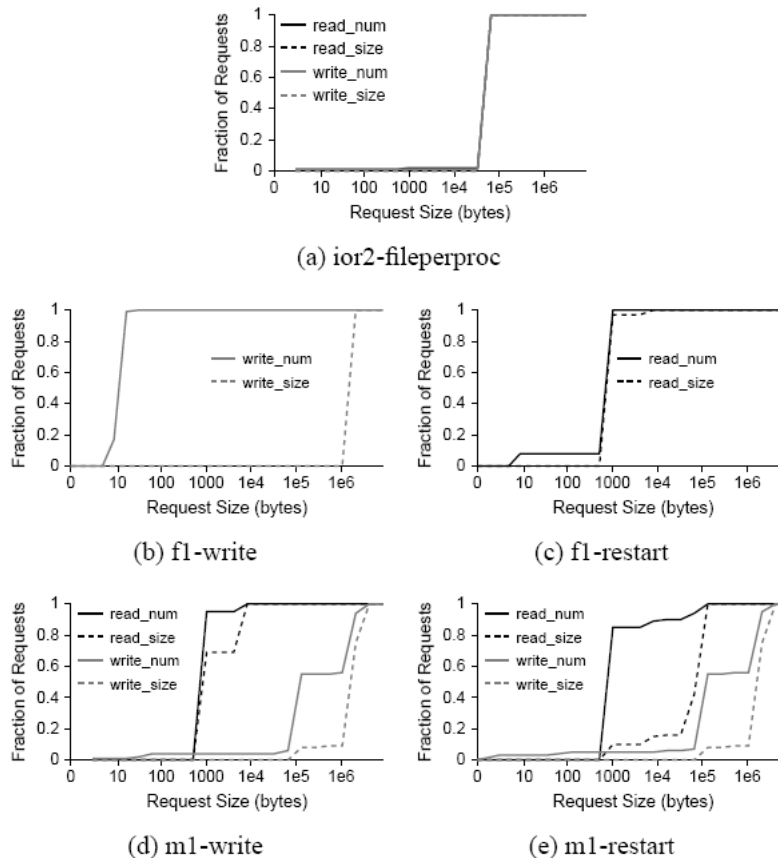 1
0.8
0.6
0.4
0.2
0
Fraction of Requests
read_num
read_size
write_num
write_size
0 10 100 1000 1e4 1e5 1e6
Request Size (bytes)
(a) ior2-fileperproc
1
0.8
0.6
0.4
0.2
0
Fraction of Requests
write_num
write_size
0 10 100 1000 1e4 1e5 1e6
Request Size (bytes)
(b) f1-write
1
0.8
0.6
0.4
0.2
0
Fraction of Requests
read_num
read_size
0 10 100 1000 1e4 1e5 1e6
Request Size (bytes)
(c) f1-restart
1
0.8
0.6
0.4
0.2
0
Fraction of Requests
read_num
read_size
write_num
write_size
0 10 100 1000 1e4 1e5 1e6
Request Size (bytes)
(d) m1-write
1
0.8
0.6
0.4
0.2
0
Fraction of Requests
read_num
read_size
write_num
write_size
0 10 100 1000 1e4 1e5 1e6
Request Size (bytes)
(e) m1-restart